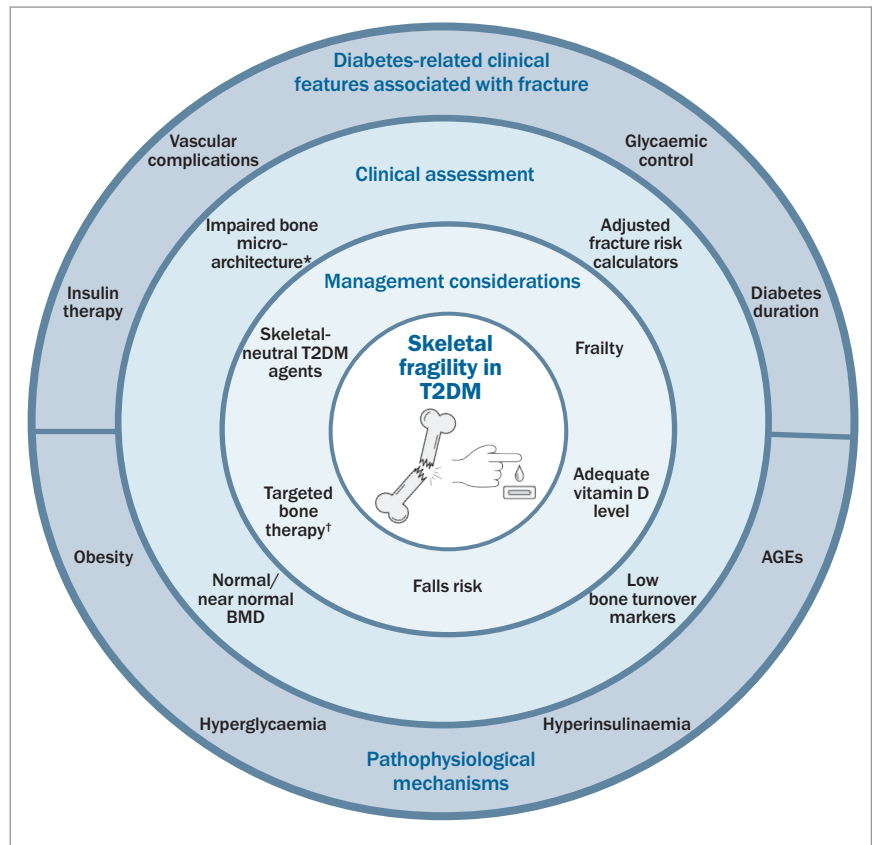 Diabetes-related clinical
features associated with fracture
Vascular
complications
Glycaemic
control
Insulin
therapy
Diabetes
duration
Clinical assessment
Impaired bone
micro-
architecture*
Adjusted
fracture risk
calculators
Management considerations
Skeletal-
neutral T2DM
agents
Frailty
Skeletal
fragility in
T2DM
Targeted
bone
therapy†
Adequate
vitamin D
level
Falls risk
Normal/
near normal
BMD
Low
bone turnover
markers
Obesity
AGEs
Hyperglycaemia
Hyperinsulinaemia
Pathophysiological
mechanisms